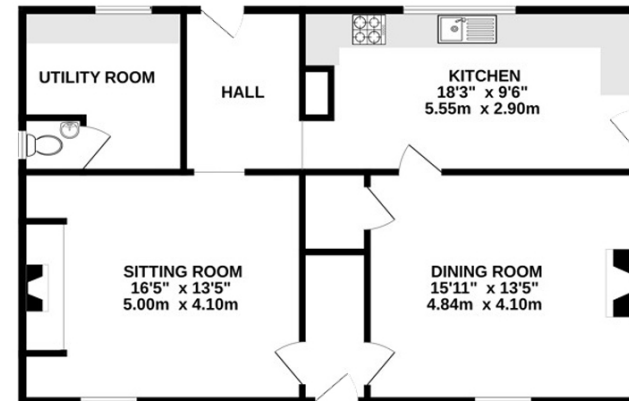 UTILITY ROOM
HALL
KITCHEN
18'3" x 9'6"
5.55m x 2.90m
SITTING ROOM
16'5" x 13'5"
5.00m x 4.10m
DINING ROOM
15'11" x 13'5"
4.84m x 4.10m